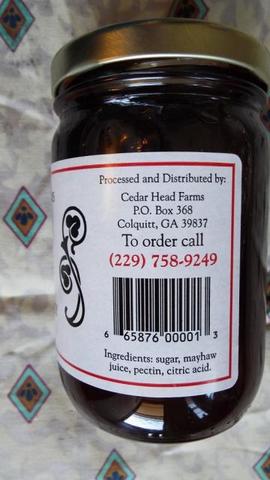 Processed and Distributed by:
Cedar Head Farms
P.O. Box 368
Colquitt, GA 39837
To order call
(229) 758-9249
6 65876 00001 3
Ingredients: sugar, mayhaw
juice, pectin, citric acid.